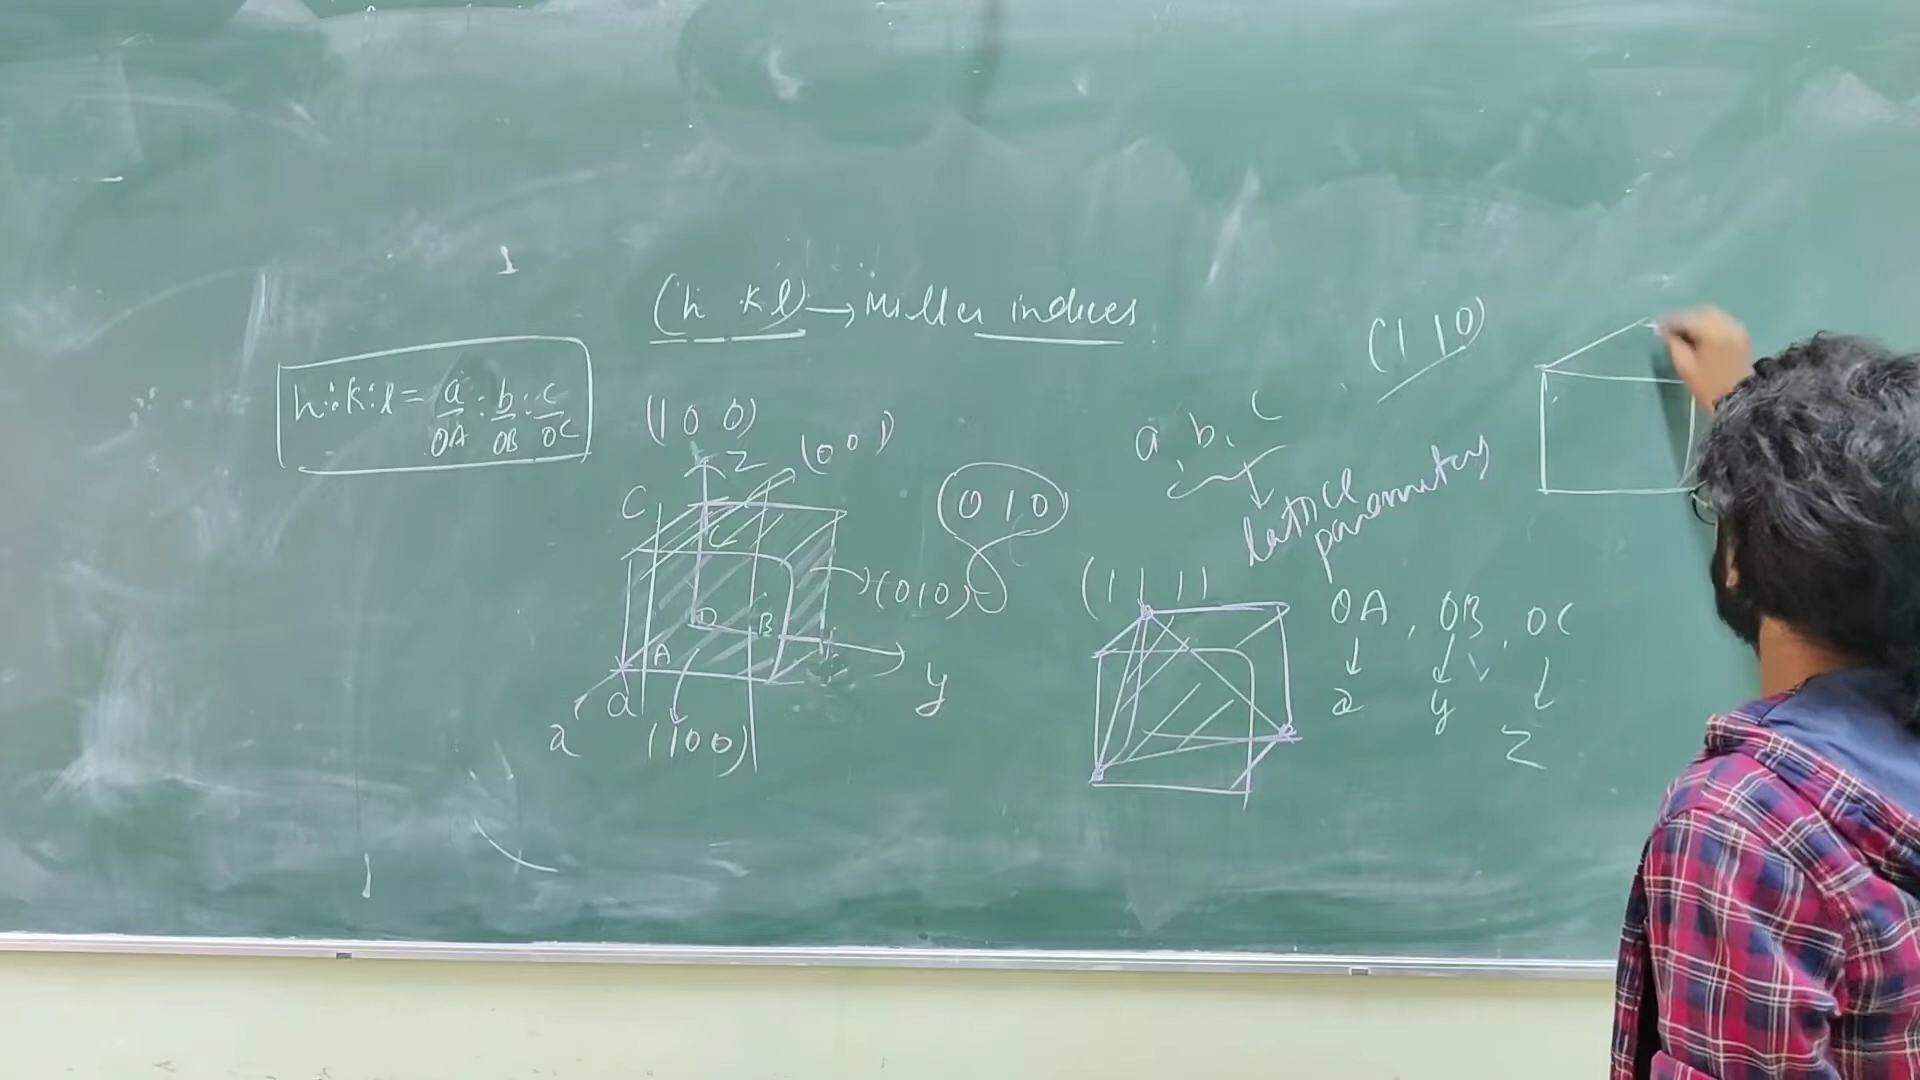 (h k l) → Miller indices
h:k:l = a/OA : b/OB : c/OC
(1 1 0)
(1 0 0)
z
(0 0 1)
a, b, c
lattice
parameters
C
C
0 1 0
(0 1 0)
(1 1 1)
OA, OB, OC
O
B
A
a
y
y
z
(1 0 0)